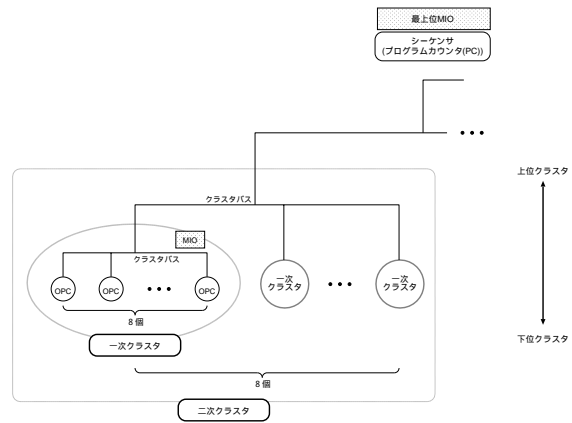 最上位MIO
シーケンサ
(プログラムカウンタ(PC))
•••
上位クラスタ
クラスタバス
MIO
クラスタバス
OPC
OPC
•••
OPC
一次
クラスタ
•••
一次
クラスタ
8個
下位クラスタ
一次クラスタ
8個
二次クラスタ